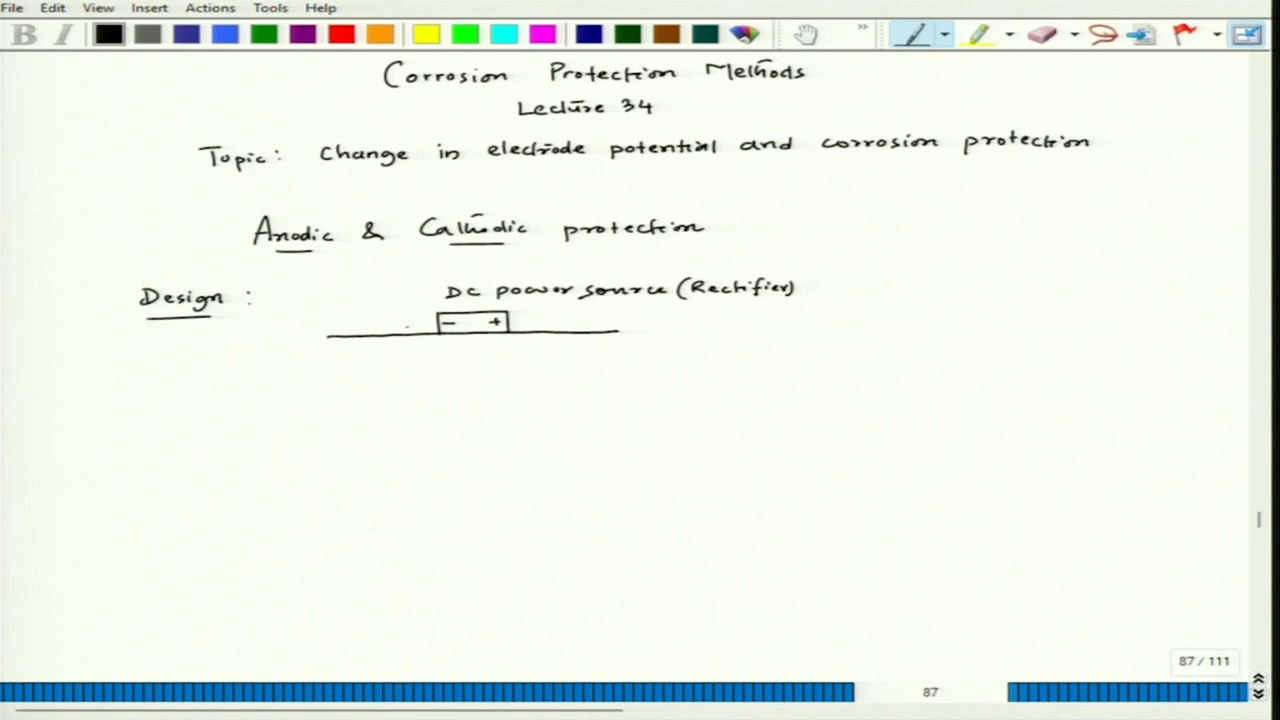 File Edit View Insert Actions Tools Help
B I
Corrosion Protection Methods
Lecture 34
Topic: Change in electrode potential and corrosion protection
Anodic & Cathodic protection
Design :
DC power source (Rectifier)
- +
87 / 111
87